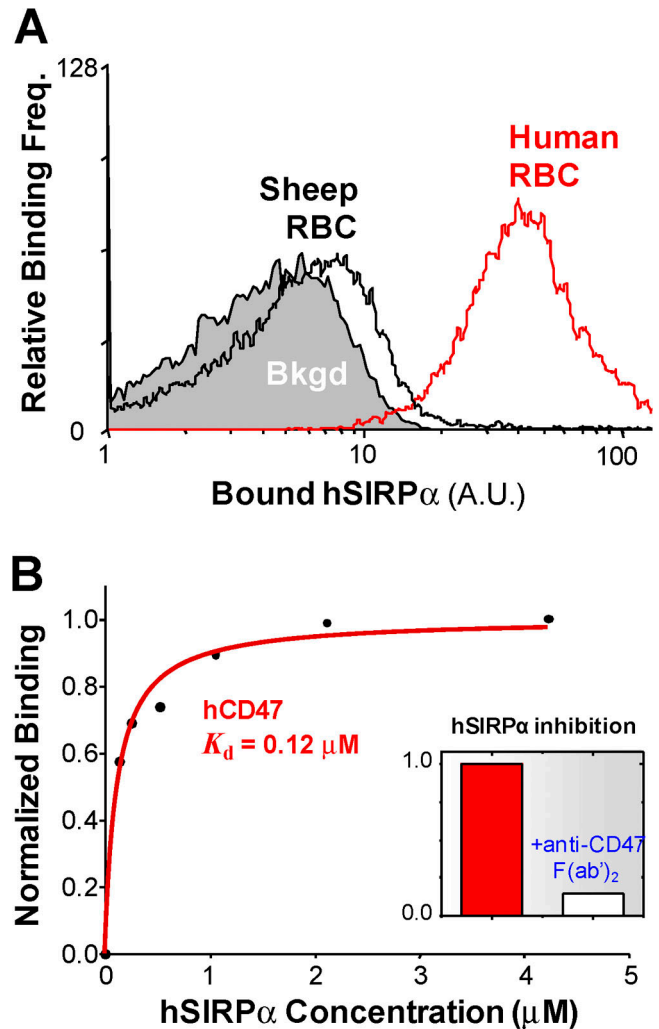 A
Relative Binding Freq.
128
0
Sheep
RBC
Human
RBC
Bkgd
1
10
100
Bound hSIRPα (A.U.)
B
Normalized Binding
1.0
0.8
0.6
0.4
0.2
0.0
hCD47
Kd = 0.12 μM
hSIRPα inhibition
1.0
0.0
+anti-CD47
F(ab')2
0
1
2
3
4
5
hSIRPα Concentration (μM)